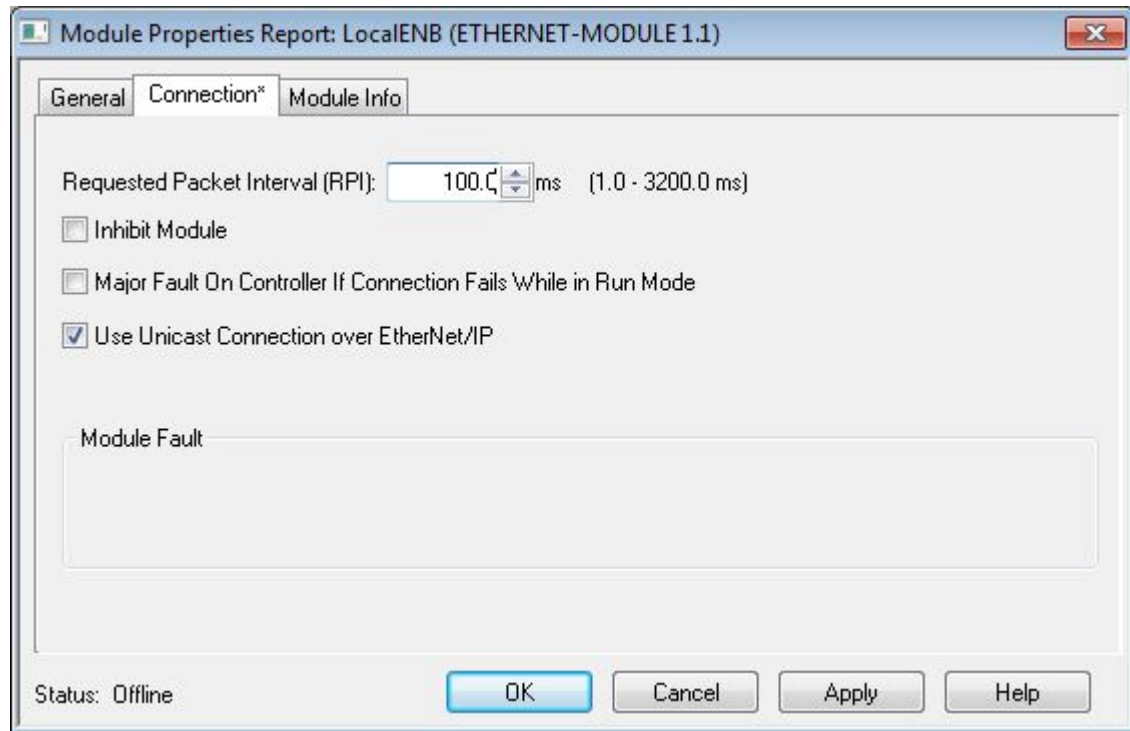 Module Properties Report: LocalENB (ETHERNET-MODULE 1.1)
General Connection* Module Info
Requested Packet Interval (RPI): 100.0 ms (1.0 - 3200.0 ms)
Inhibit Module
Major Fault On Controller If Connection Fails While in Run Mode
Use Unicast Connection over EtherNet/IP
Module Fault
Status: Offline OK Cancel Apply Help